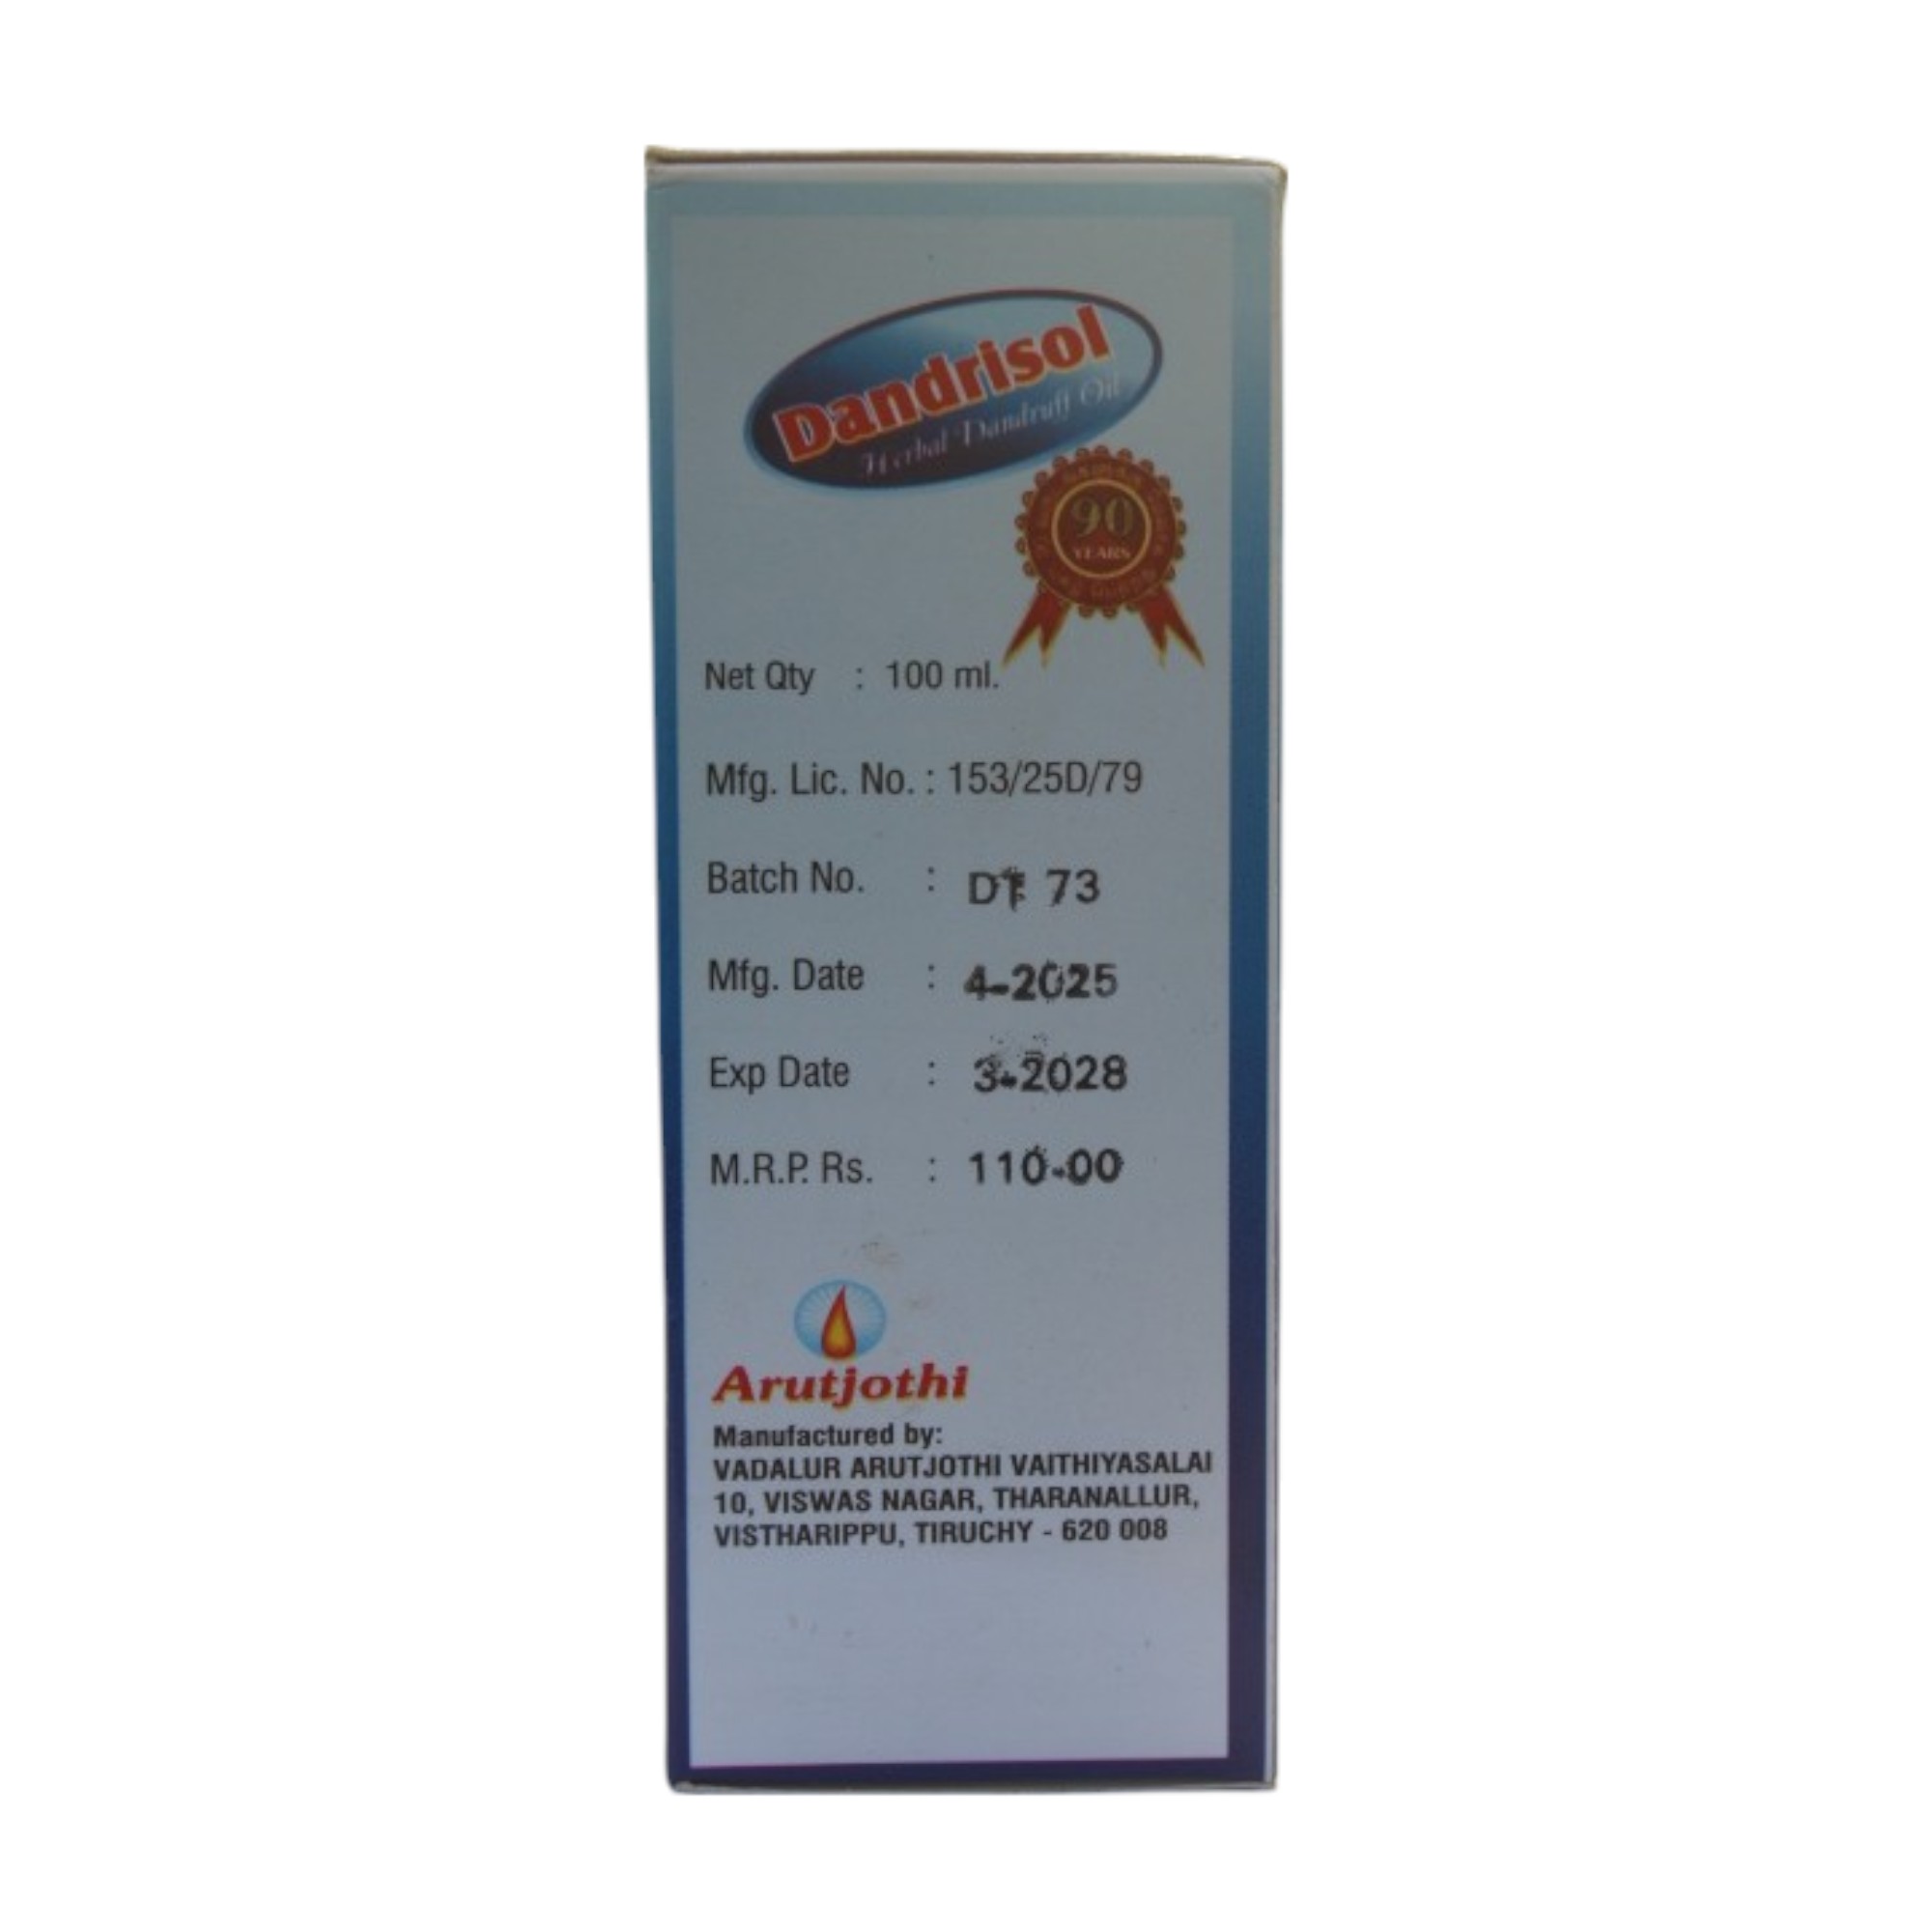 Dandrisol
Herbal Dandruff Oil
90
YEARS
Net Qty : 100 ml.
Mfg. Lic. No. : 153/25D/79
Batch No. : 73
Mfg. Date : 4-2025
Exp Date : 3-2028
M.R.P. Rs. : 110-00
Arutjothi
Manufactured by:
VADALUR ARUTJOTHI VAITHIYASALAI
10, VISWAS NAGAR, THARANALLUR,
VISTHARIPPU, TIRUCHY - 620 008